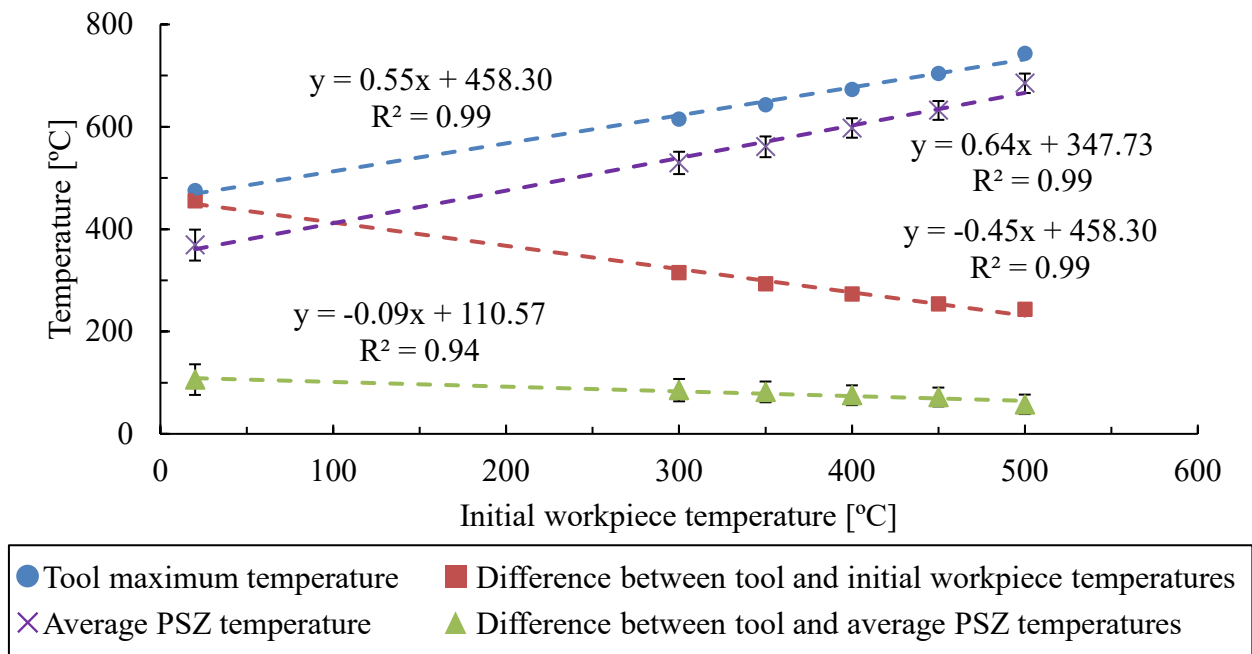 800
600
400
200
0
Temperature [ºC]
y = 0.55x + 458.30
R² = 0.99
y = 0.64x + 347.73
R² = 0.99
y = -0.45x + 458.30
R² = 0.99
y = -0.09x + 110.57
R² = 0.94
0 100 200 300 400 500 600
Initial workpiece temperature [ºC]
Tool maximum temperature
Difference between tool and initial workpiece temperatures
Average PSZ temperature
Difference between tool and average PSZ temperatures